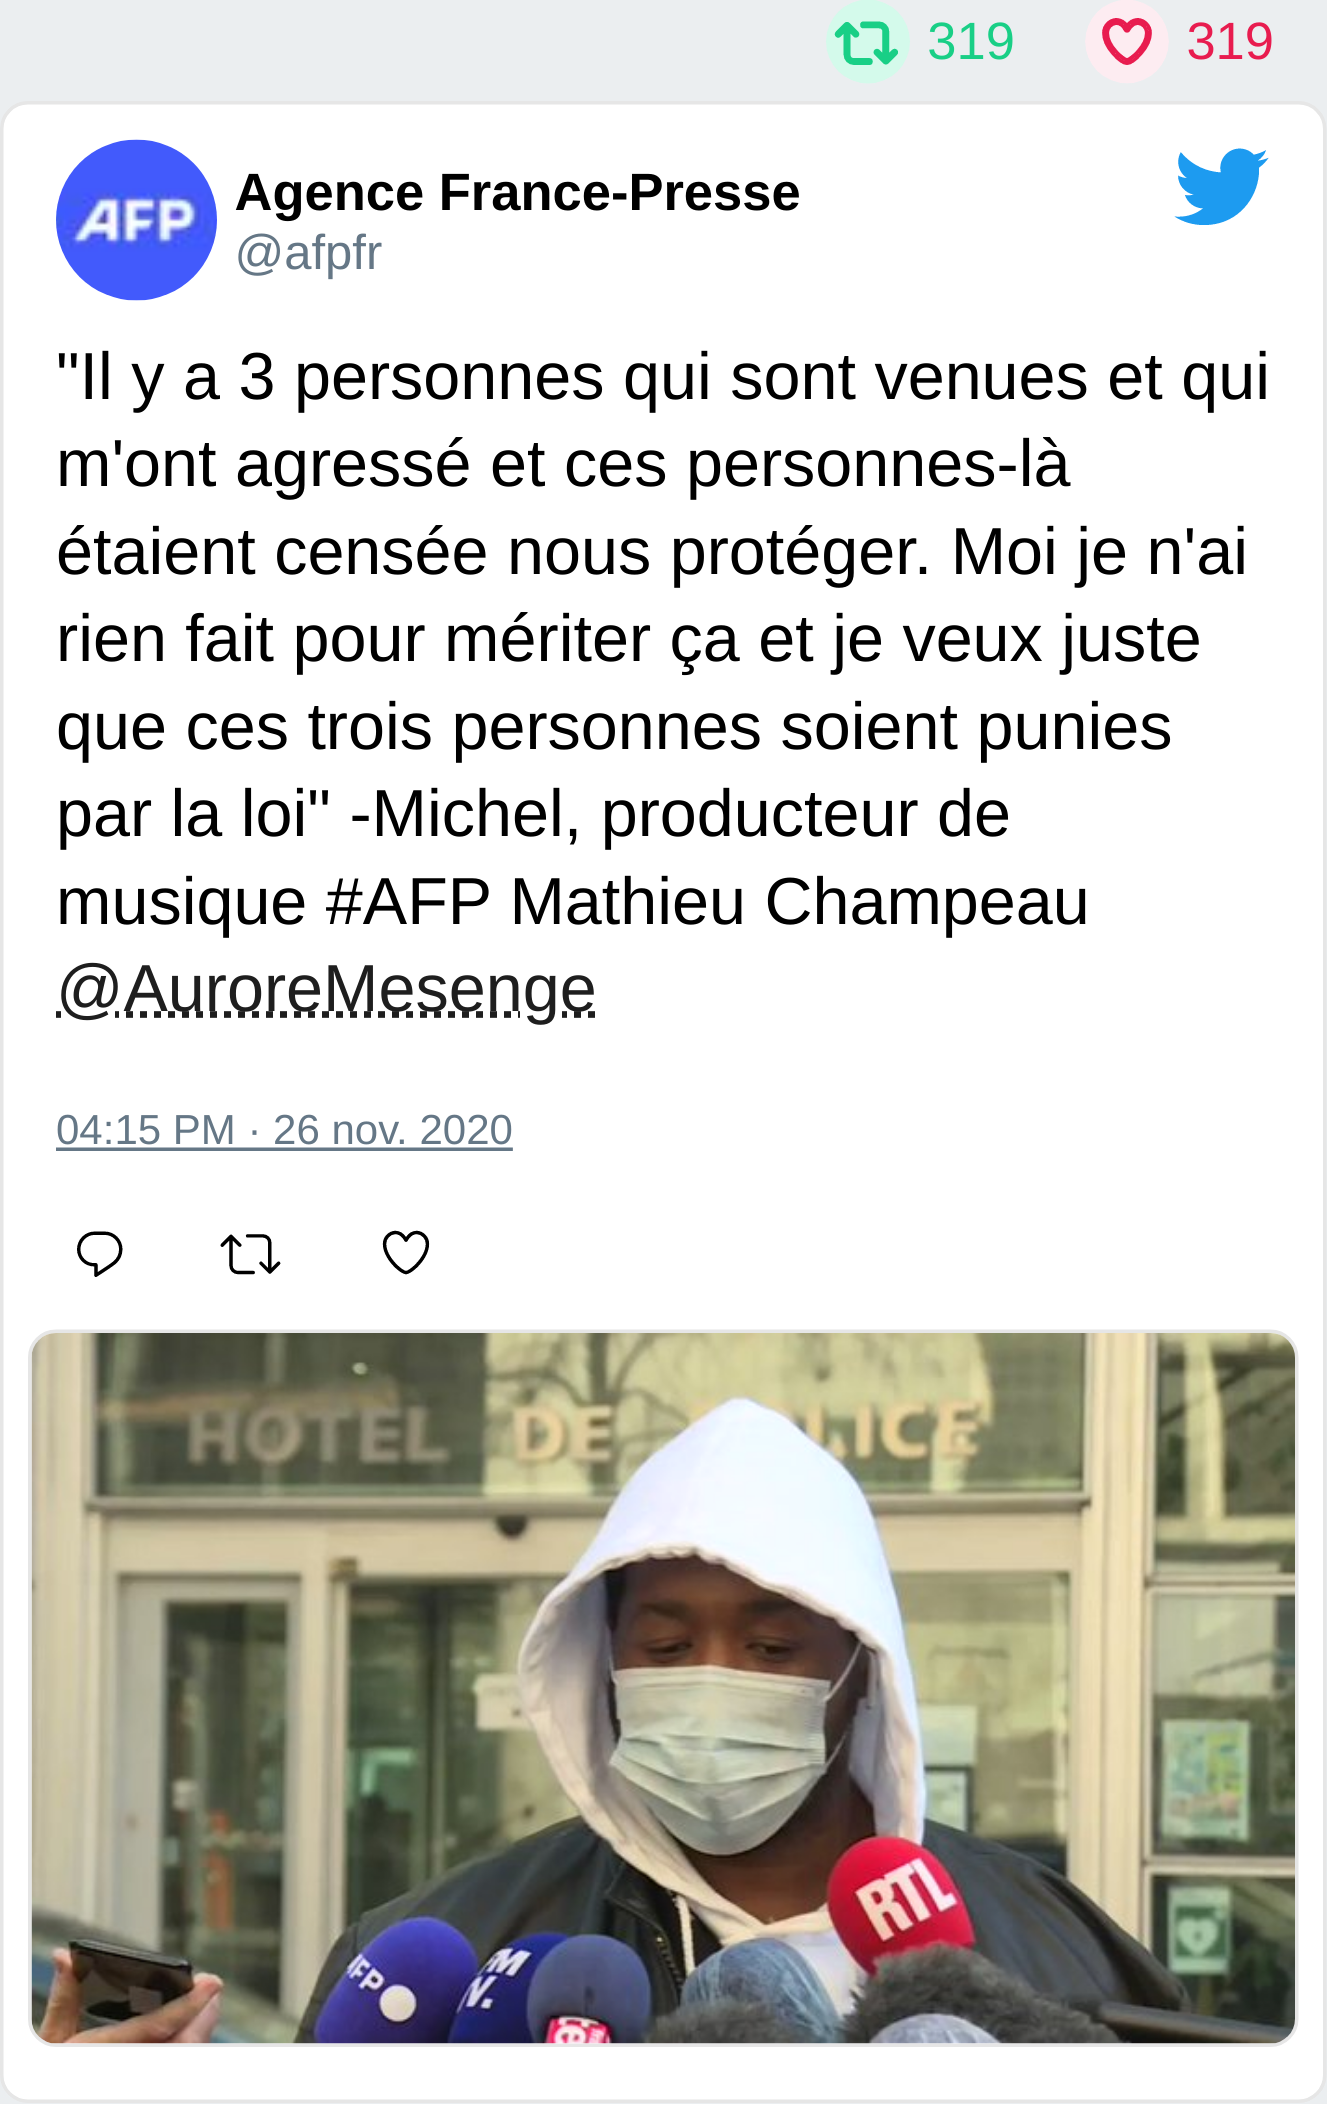 319 319
AFP
Agence France-Presse
@afpfr
"Il y a 3 personnes qui sont venues et qui
m'ont agressé et ces personnes-là
étaient censée nous protéger. Moi je n'ai
rien fait pour mériter ça et je veux juste
que ces trois personnes soient punies
par la loi" -Michel, producteur de
musique #AFP Mathieu Champeau
@AuroreMesenge
04:15 PM · 26 nov. 2020
HOTEL DE LICE
RTL
AFP